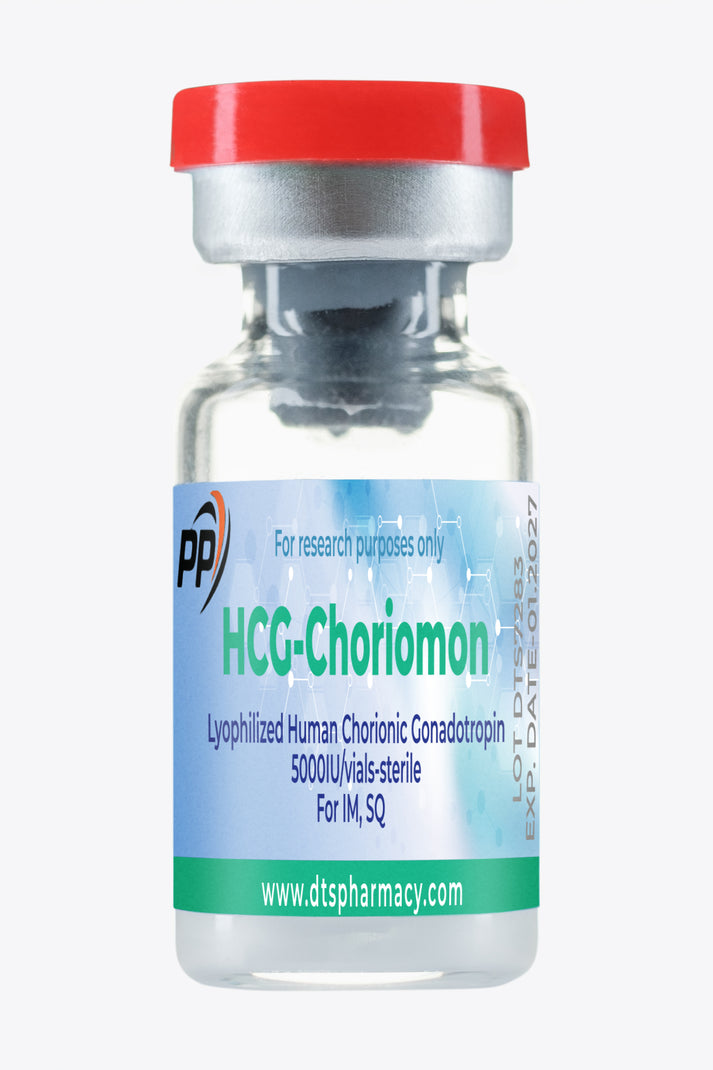 PP
For research purposes only
HCG-Choriomon
Lyophilized Human Chorionic Gonadotropin
5000IU/vials-sterile
For IM, SQ
www.dtspharmacy.com
LOT DTS7283
EXP. DATE-01.2027